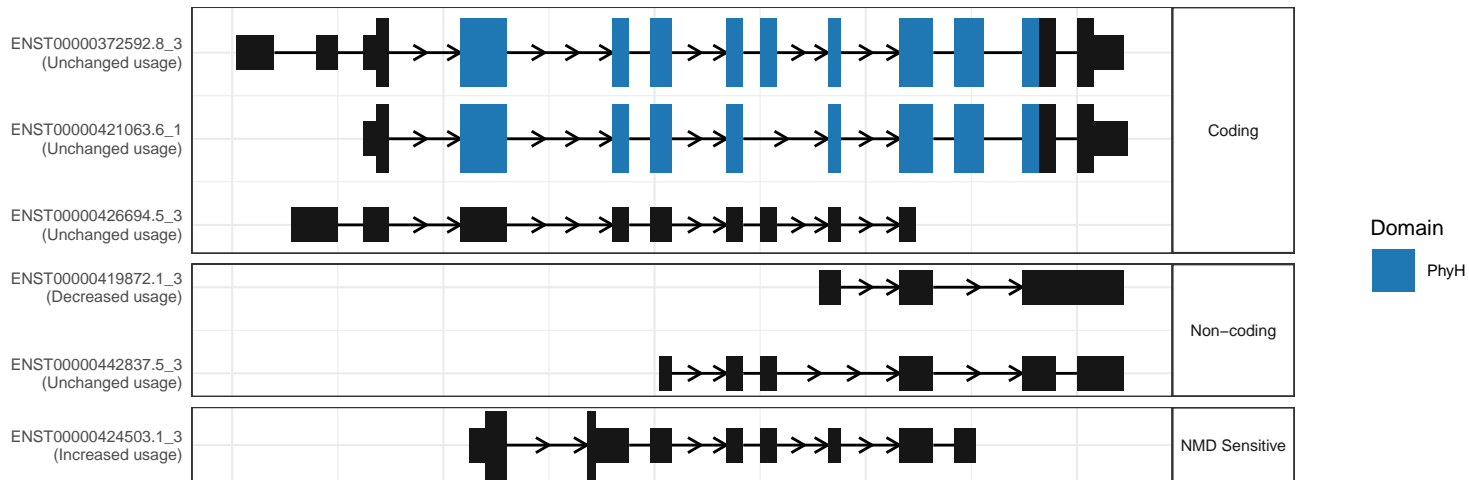 ENST00000372592.8_3
(Unchanged usage)
ENST00000421063.6_1
(Unchanged usage)
ENST00000426694.5_3
(Unchanged usage)
Coding
ENST00000419872.1_3
(Decreased usage)
ENST00000442837.5_3
(Unchanged usage)
Non−coding
ENST00000424503.1_3
(Increased usage)
NMD Sensitive
Domain
PhyH